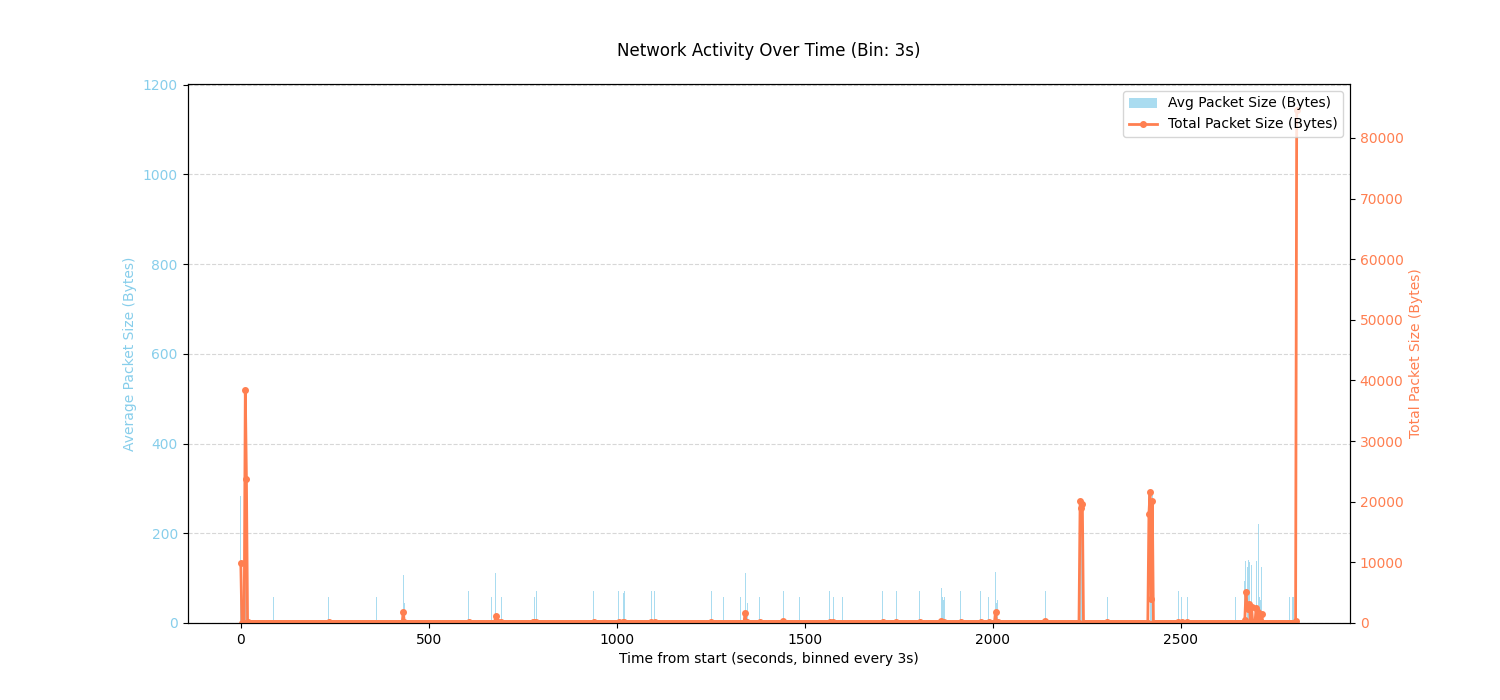 Network Activity Over Time (Bin: 3s)
Avg Packet Size (Bytes)
Total Packet Size (Bytes)
1200
1000
800
600
400
200
0
Average Packet Size (Bytes)
80000
70000
60000
50000
40000
30000
20000
10000
0
Total Packet Size (Bytes)
0 500 1000 1500 2000 2500
Time from start (seconds, binned every 3s)